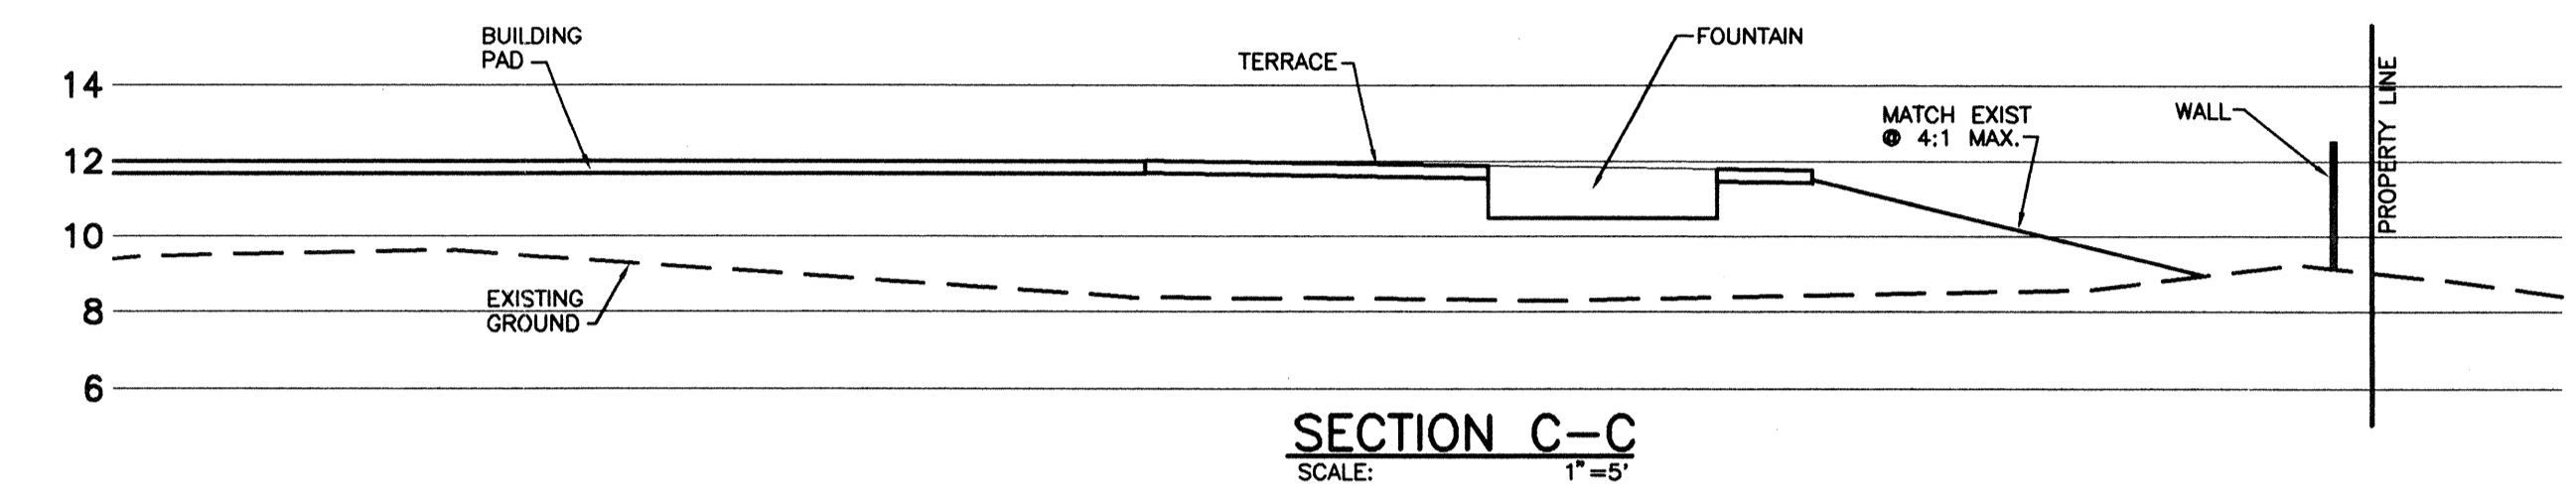 BUILDING
PAD
TERRACE
FOUNTAIN
MATCH EXIST
@ 4:1 MAX.
WALL
PROPERTY LINE
14
12
10
8
6
EXISTING
GROUND
SECTION C-C
SCALE: 1"=5'